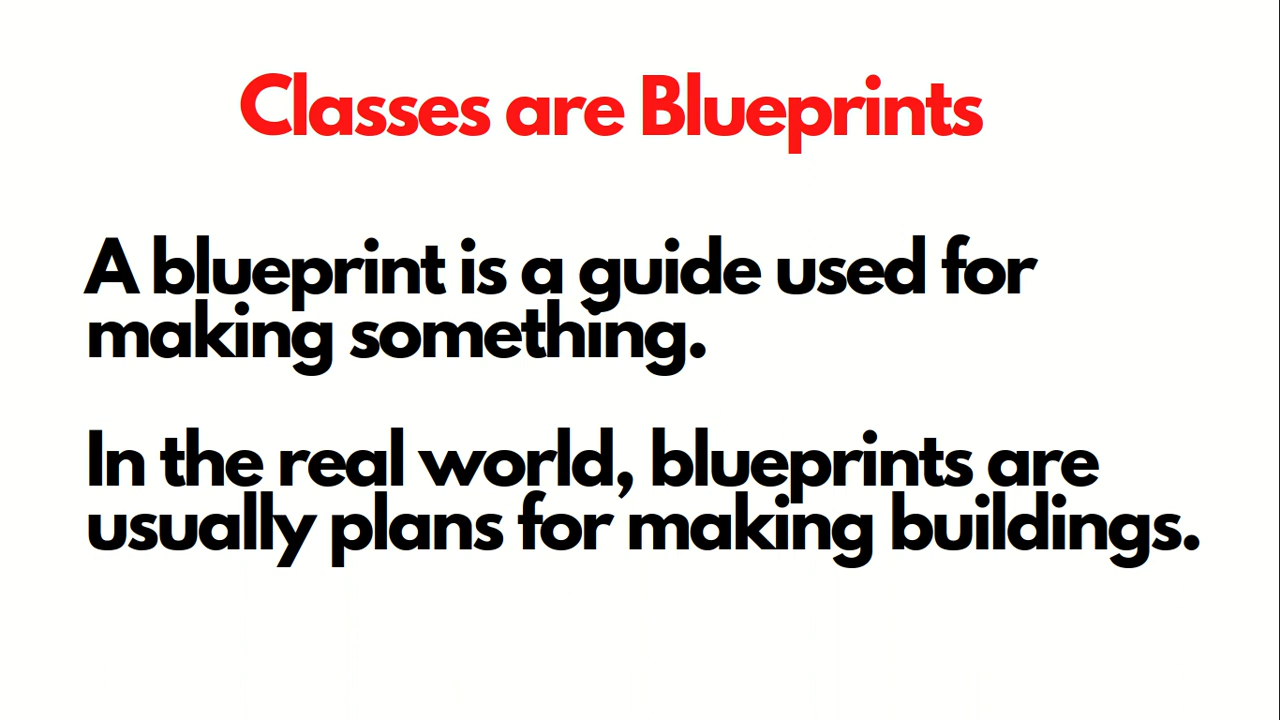 Classes are Blueprints
A blueprint is a guide used for
making something.
In the real world, blueprints are
usually plans for making buildings.